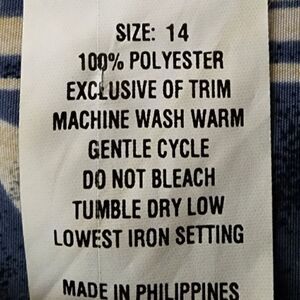 SIZE: 14
100% POLYESTER
EXCLUSIVE OF TRIM
MACHINE WASH WARM
GENTLE CYCLE
DO NOT BLEACH
TUMBLE DRY LOW
LOWEST IRON SETTING
MADE IN PHILIPPINES